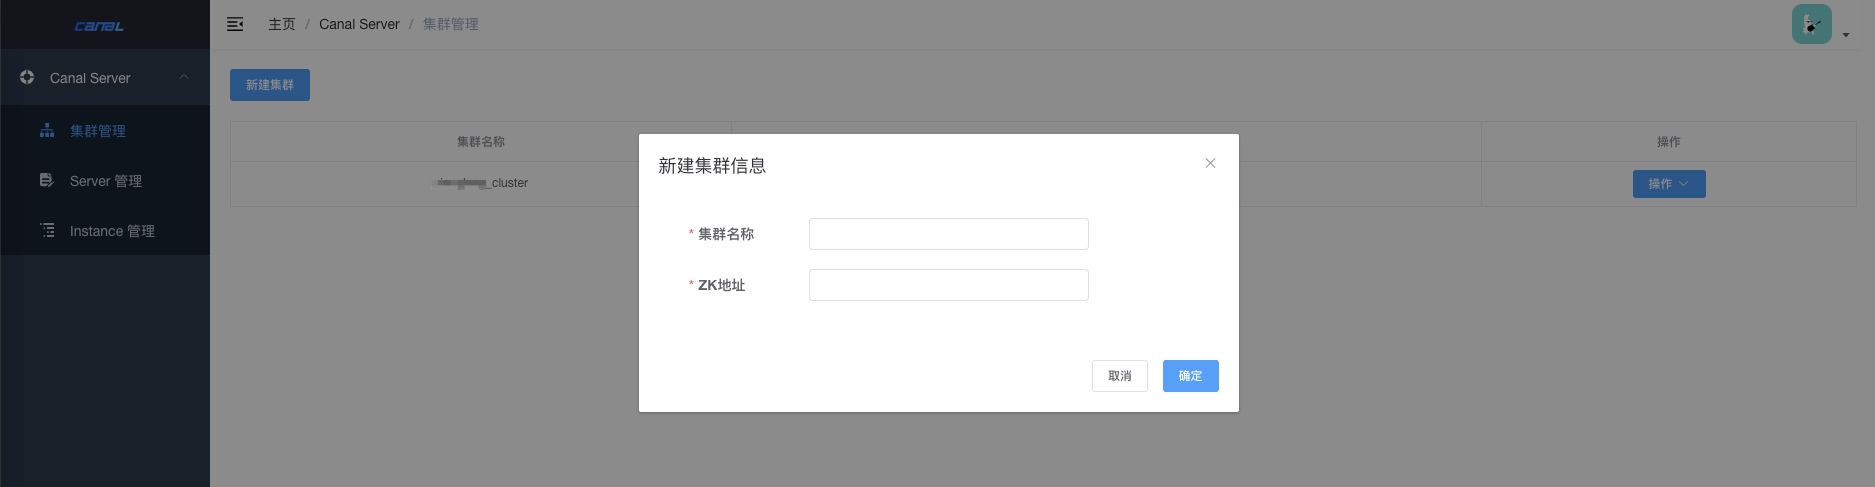 canal
主页 / Canal Server / 集群管理
Canal Server
集群管理
Server 管理
Instance 管理
新建集群
集群名称
操作
_cluster
操作
新建集群信息
* 集群名称
* ZK地址
取消
确定